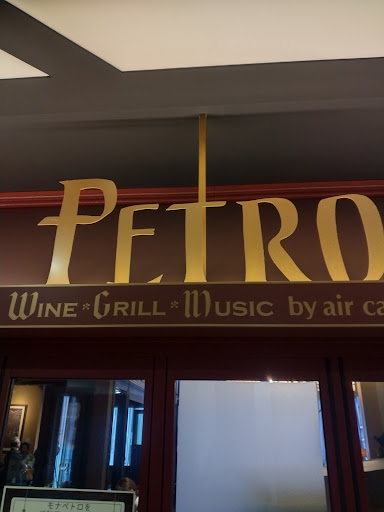 PETRO
WINE * GRILL * MUSIC by air ca
モナペトロを